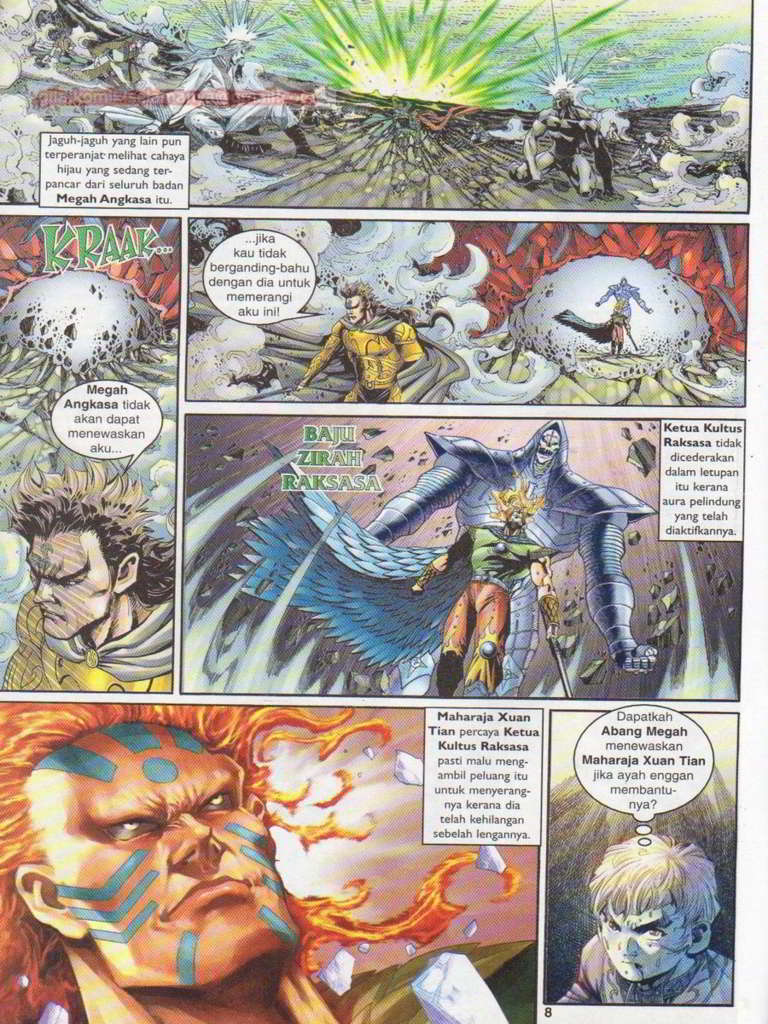 Jaguh-jaguh yang lain pun
terperanjat melihat cahaya
hijau yang sedang ter-
pancar dari seluruh badan
Megah Angkasa itu.
KRAAK...
Megah
Angkasa tidak
akan dapat
menewaskan
aku...
...jika
kau tidak
berganding-bahu
dengan dia untuk
memerangi
aku ini!
BAJU
ZIRAH
RAKSASA
Ketua Kultus
Raksasa tidak
dicederakan
dalam letupan
itu kerana
aura pelindung
yang telah
diaktifkannya.
Maharaja Xuan
Tian percaya Ketua
Kultus Raksasa
pasti malu meng-
ambil peluang itu
untuk menyerang-
nya kerana dia
telah kehilangan
sebelah lengannya.
Dapatkah
Abang Megah
menewaskan
Maharaja Xuan Tian
jika ayah enggan
membantu-
nya?
8